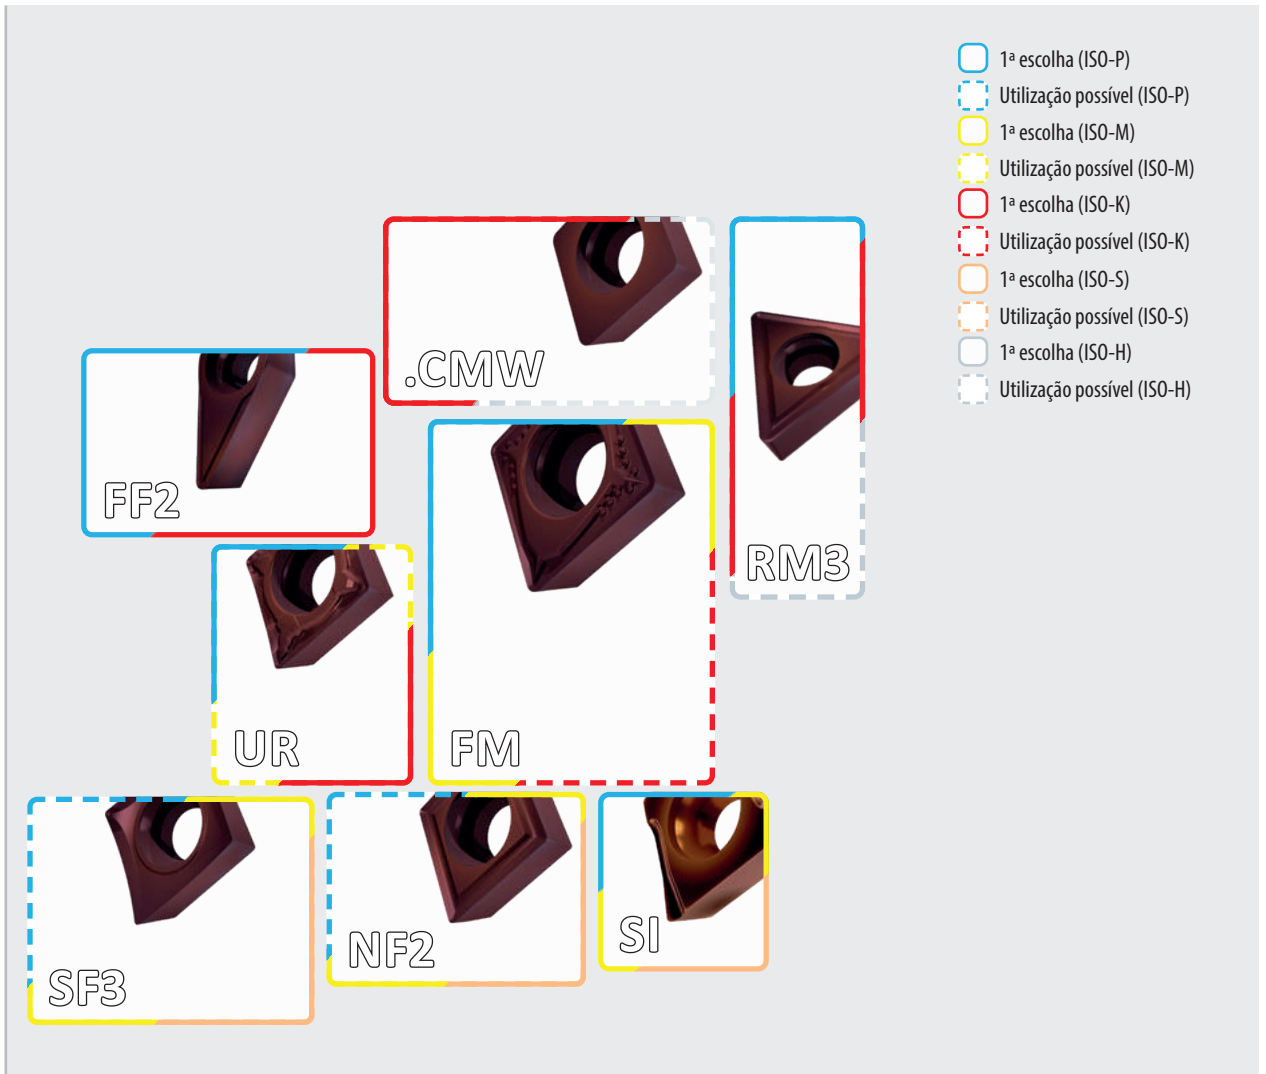 1ª escolha (ISO-P)
Utilização possível (ISO-P)
1ª escolha (ISO-M)
Utilização possível (ISO-M)
1ª escolha (ISO-K)
Utilização possível (ISO-K)
1ª escolha (ISO-S)
Utilização possível (ISO-S)
1ª escolha (ISO-H)
Utilização possível (ISO-H)
.CMW
FF2
RM3
UR
FM
SF3
NF2
SI